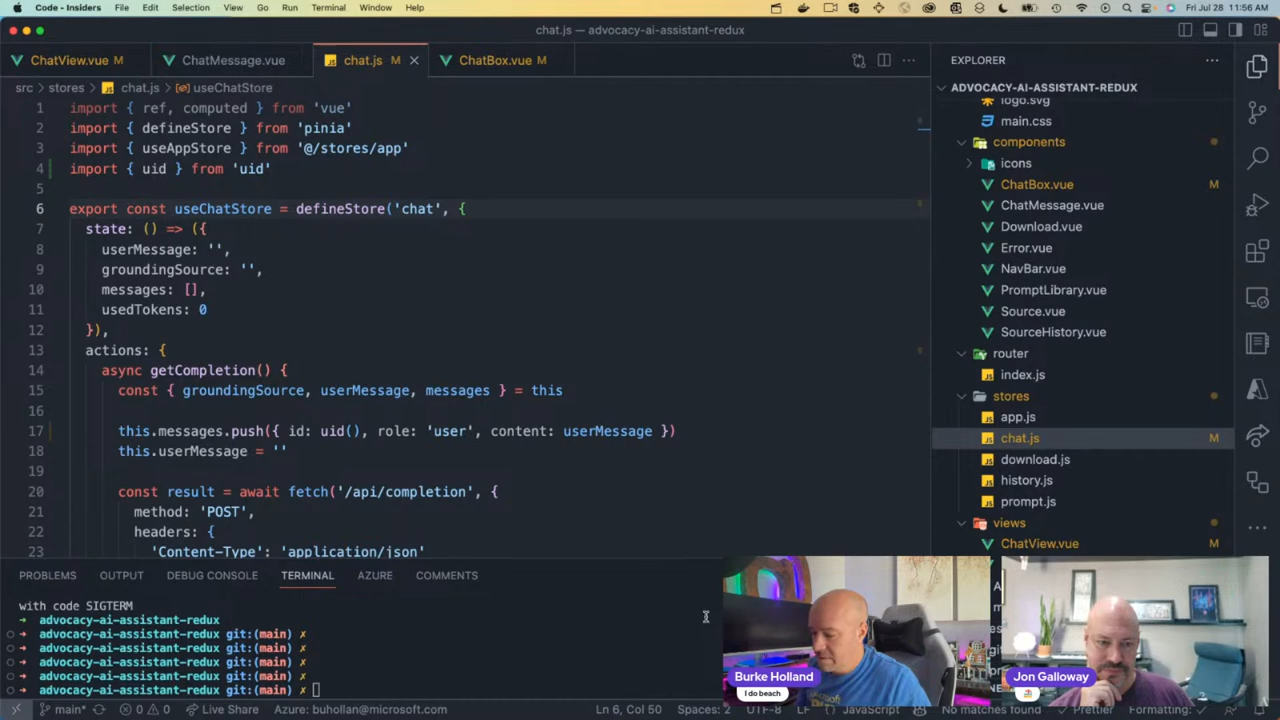 Code - Insiders File Edit Selection View Go Run Terminal Window Help Fri Jul 28 11:56 AM
chat.js — advocacy-ai-assistant-redux
ChatView.vue M ChatMessage.vue chat.js M ChatBox.vue M
src > stores > chat.js > useChatStore
1 import { ref, computed } from 'vue'
2 import { defineStore } from 'pinia'
3 import { useAppStore } from '@/stores/app'
4 import { uid } from 'uid'
5
6 export const useChatStore = defineStore('chat', {
7 state: () => ({
8 userMessage: '',
9 groundingSource: '',
10 messages: [],
11 usedTokens: 0
12 }),
13 actions: {
14 async getCompletion() {
15 const { groundingSource, userMessage, messages } = this
16
17 this.messages.push({ id: uid(), role: 'user', content: userMessage })
18 this.userMessage = ''
19
20 const result = await fetch('/api/completion', {
21 method: 'POST',
22 headers: {
23 'Content-Type': 'application/json'
EXPLORER
ADVOCACY-AI-ASSISTANT-REDUX
logo.svg
main.css
components
icons
ChatBox.vue M
ChatMessage.vue
Download.vue
Error.vue
NavBar.vue
PromptLibrary.vue
Source.vue
SourceHistory.vue
router
index.js
stores
app.js
chat.js M
download.js
history.js
prompt.js
views
ChatView.vue M
PROBLEMS OUTPUT DEBUG CONSOLE TERMINAL AZURE COMMENTS
with code SIGTERM
➜ advocacy-ai-assistant-redux
➜ advocacy-ai-assistant-redux git:(main) ✗
➜ advocacy-ai-assistant-redux git:(main) ✗
➜ advocacy-ai-assistant-redux git:(main) ✗
➜ advocacy-ai-assistant-redux git:(main) ✗
➜ advocacy-ai-assistant-redux git:(main) ✗
Burke Holland
I do beach
Jon Galloway
main* 0 0 Live Share Azure: buhollan@microsoft.com Ln 6, Col 50 Spaces: 2 UTF-8 LF JavaScript No matches found Prettier Formatting: